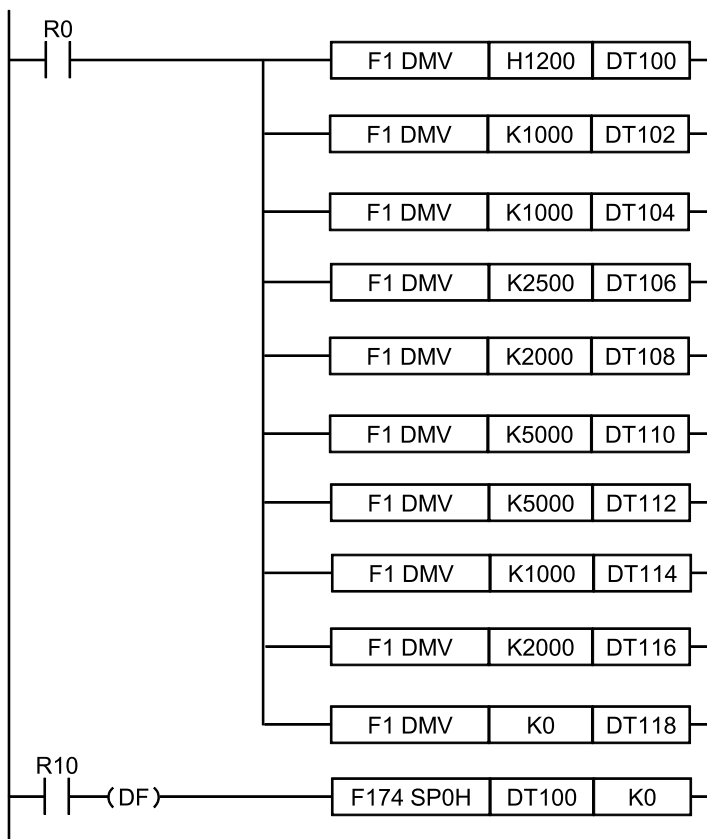 R0
F1 DMV H1200 DT100
F1 DMV K1000 DT102
F1 DMV K1000 DT104
F1 DMV K2500 DT106
F1 DMV K2000 DT108
F1 DMV K5000 DT110
F1 DMV K5000 DT112
F1 DMV K1000 DT114
F1 DMV K2000 DT116
F1 DMV K0 DT118
R10
(DF) F174 SP0H DT100 K0